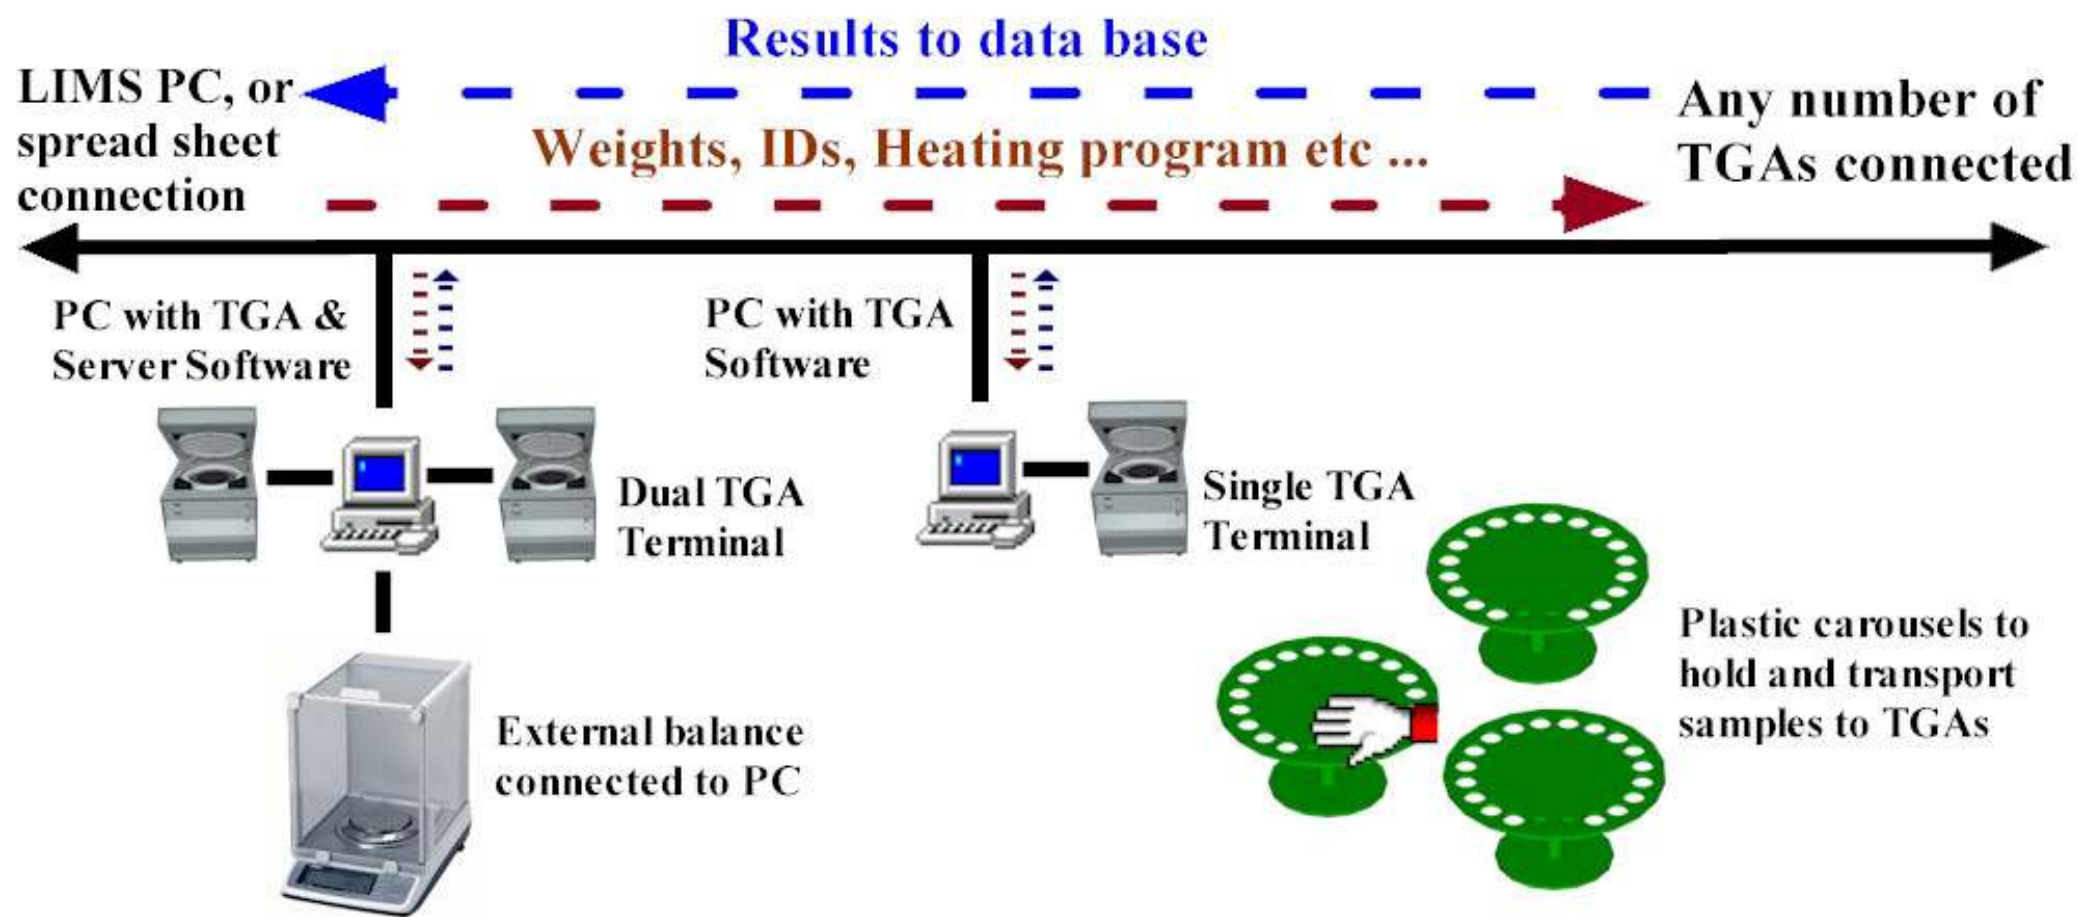 Results to data base
LIMS PC, or
spread sheet
connection
Weights, IDs, Heating program etc ...
Any number of
TGAs connected
PC with TGA &
Server Software
PC with TGA
Software
Dual TGA
Terminal
Single TGA
Terminal
External balance
connected to PC
Plastic carousels to
hold and transport
samples to TGAs